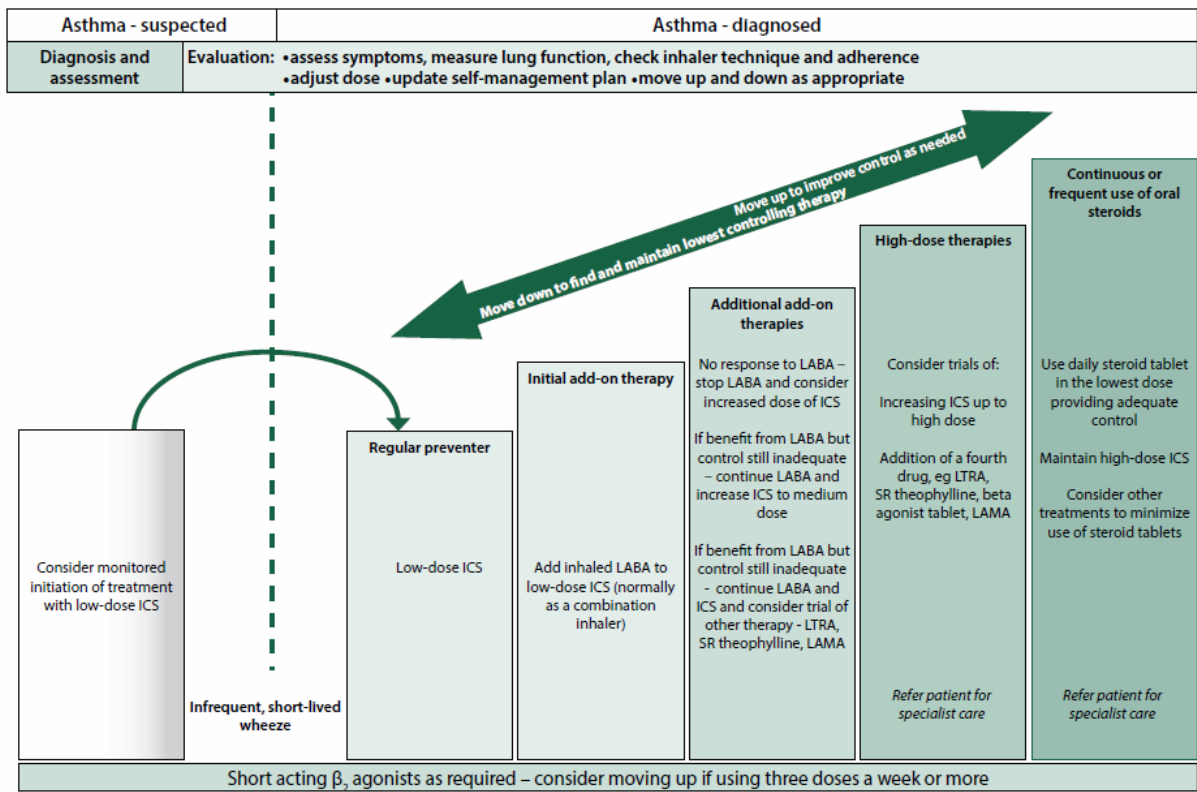 Asthma - suspected
Asthma - diagnosed
Diagnosis and
assessment
Evaluation: •assess symptoms, measure lung function, check inhaler technique and adherence
•adjust dose •update self-management plan •move up and down as appropriate
Move up to improve control as needed
Move down to find and maintain lowest controlling therapy
Consider monitored
initiation of treatment
with low-dose ICS
Infrequent, short-lived
wheeze
Regular preventer
Low-dose ICS
Initial add-on therapy
Add inhaled LABA to
low-dose ICS (normally
as a combination
inhaler)
Additional add-on
therapies
No response to LABA –
stop LABA and consider
increased dose of ICS
If benefit from LABA but
control still inadequate
– continue LABA and
increase ICS to medium
dose
If benefit from LABA but
control still inadequate
- continue LABA and
ICS and consider trial of
other therapy - LTRA,
SR theophylline, LAMA
High-dose therapies
Consider trials of:
Increasing ICS up to
high dose
Addition of a fourth
drug, eg LTRA,
SR theophylline, beta
agonist tablet, LAMA
Refer patient for
specialist care
Continuous or
frequent use of oral
steroids
Use daily steroid tablet
in the lowest dose
providing adequate
control
Maintain high-dose ICS
Consider other
treatments to minimize
use of steroid tablets
Refer patient for
specialist care
Short acting β₂ agonists as required – consider moving up if using three doses a week or more